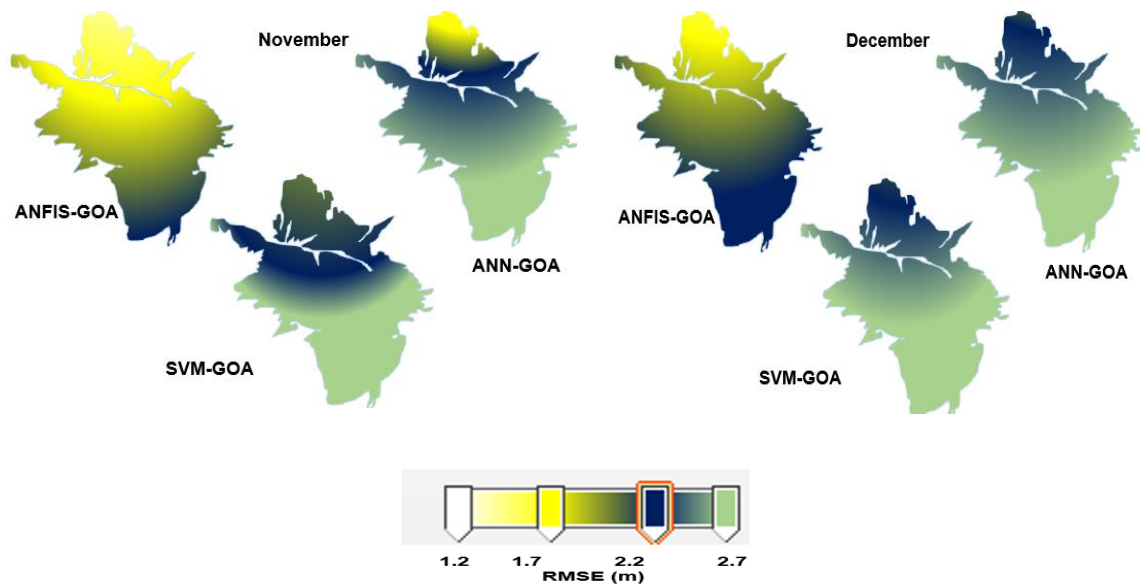 November
December
ANFIS-GOA
ANN-GOA
SVM-GOA
ANFIS-GOA
ANN-GOA
SVM-GOA
1.2 1.7 2.2 2.7
RMSE (m)